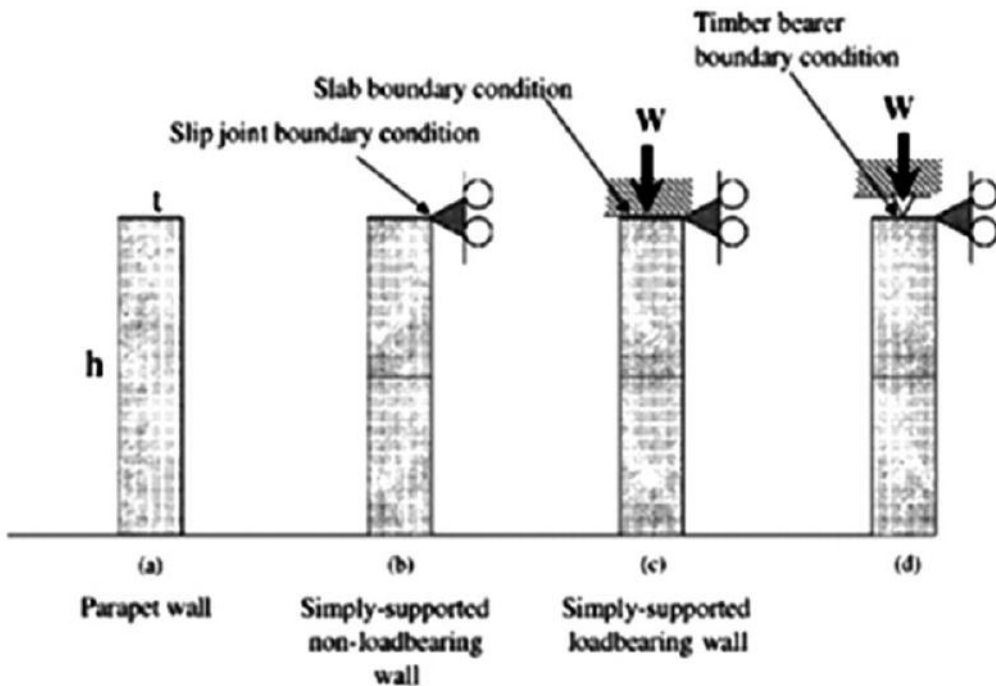 Timber bearer
boundary condition
Slab boundary condition
W
W
Slip joint boundary condition
t
h
(a)
(b)
(c)
(d)
Parapet wall
Simply-supported
non-loadbearing
wall
Simply-supported
loadbearing wall